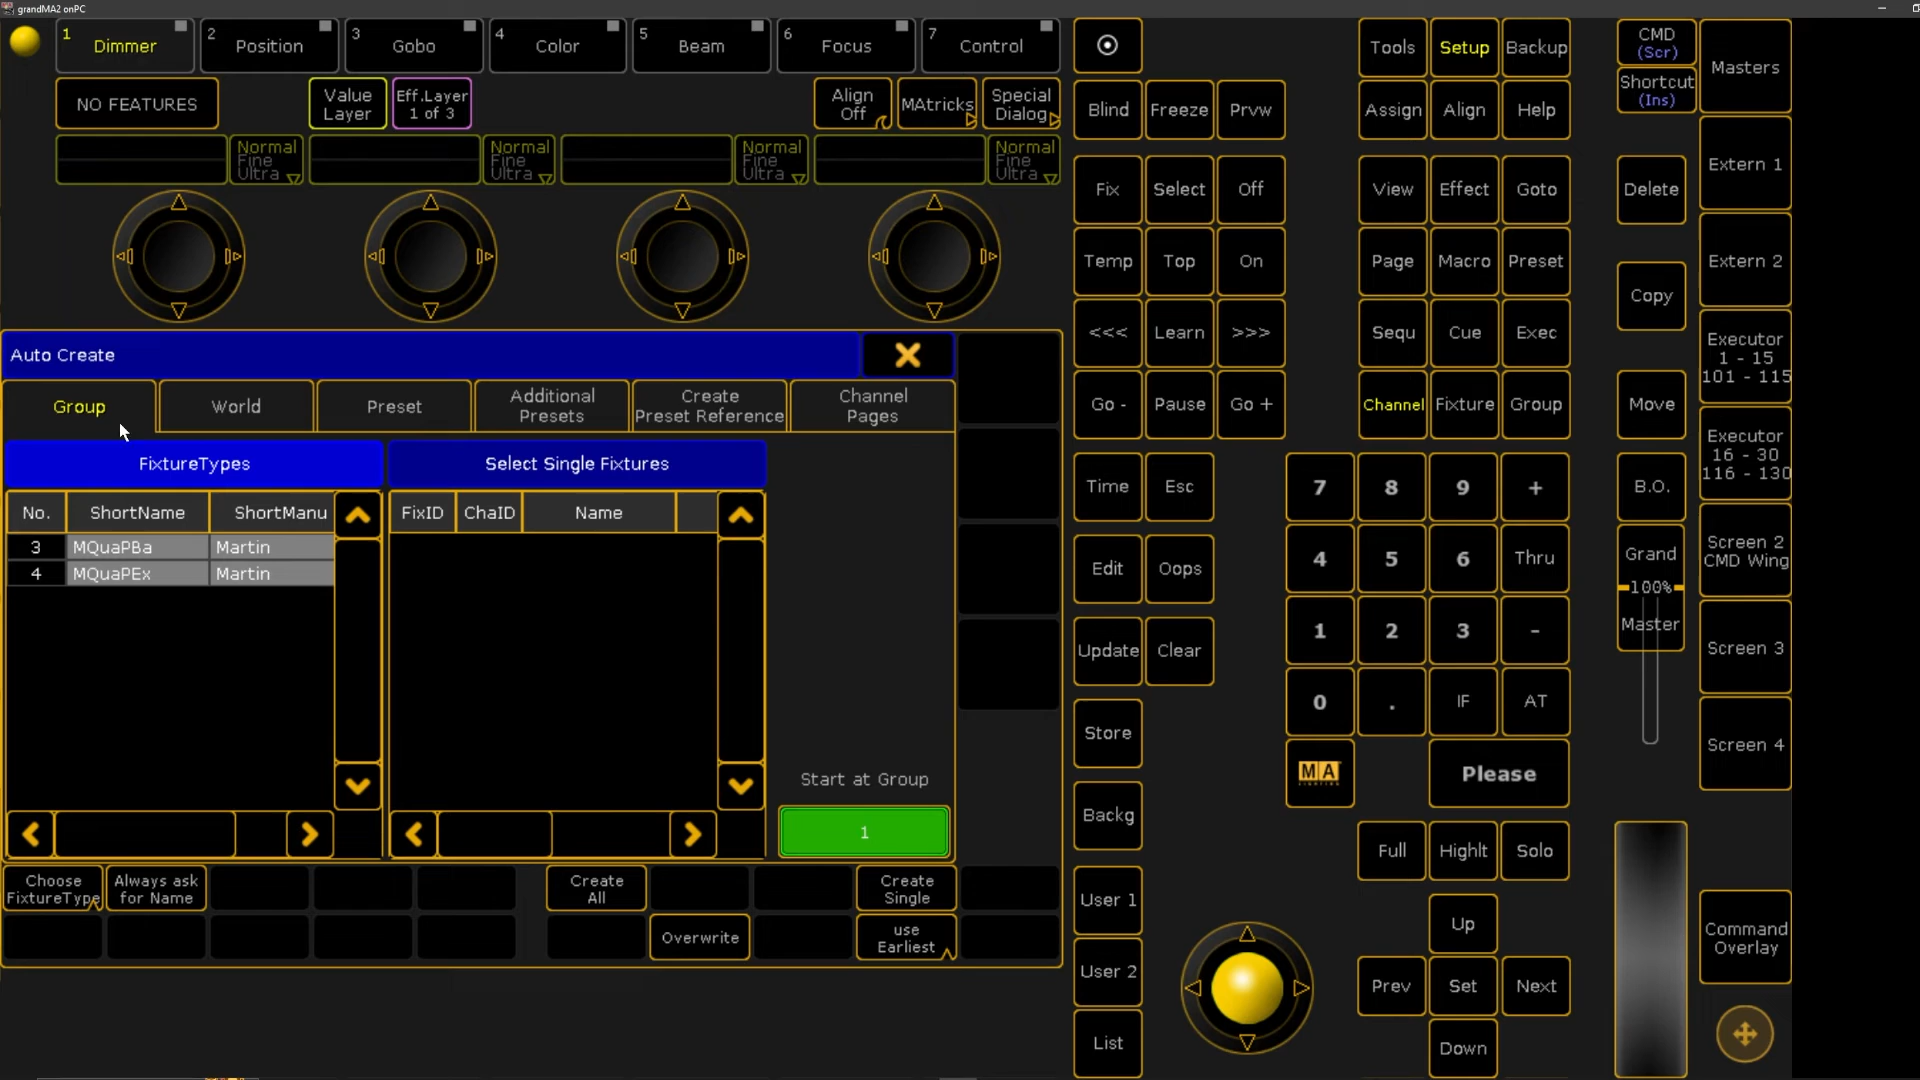 grandMA2 onPC
1 Dimmer
2 Position
3 Gobo
4 Color
5 Beam
6 Focus
7 Control
NO FEATURES
Value
Layer
Eff.Layer
1 of 3
Align
Off
MAtricks
Special
Dialog
Normal
Fine
Ultra
Normal
Fine
Ultra
Normal
Fine
Ultra
Normal
Fine
Ultra
Auto Create
Group
World
Preset
Additional
Presets
Create
Preset Reference
Channel
Pages
FixtureTypes
Select Single Fixtures
No. ShortName ShortManu
3 MQuaPBa Martin
4 MQuaPEx Martin
FixID ChaID Name
Start at Group
1
Choose
FixtureType
Always ask
for Name
Create
All
Create
Single
Overwrite
use
Earliest
Blind Freeze Prvw
Fix Select Off
Temp Top On
<<< Learn >>>
Go - Pause Go +
Time Esc
Edit Oops
Update Clear
Store
Backg
User 1
User 2
List
Tools Setup Backup
Assign Align Help
View Effect Goto
Page Macro Preset
Sequ Cue Exec
Channel Fixture Group
7 8 9 +
4 5 6 Thru
1 2 3 -
0 . IF AT
MA
Please
Full Highlt Solo
Up
Prev Set Next
Down
CMD
(Scr)
Shortcut
(Ins)
Delete
Copy
Move
B.O.
Grand
100%
Master
Masters
Extern 1
Extern 2
Executor
1 - 15
101 - 115
Executor
16 - 30
116 - 130
Screen 2
CMD Wing
Screen 3
Screen 4
Command
Overlay